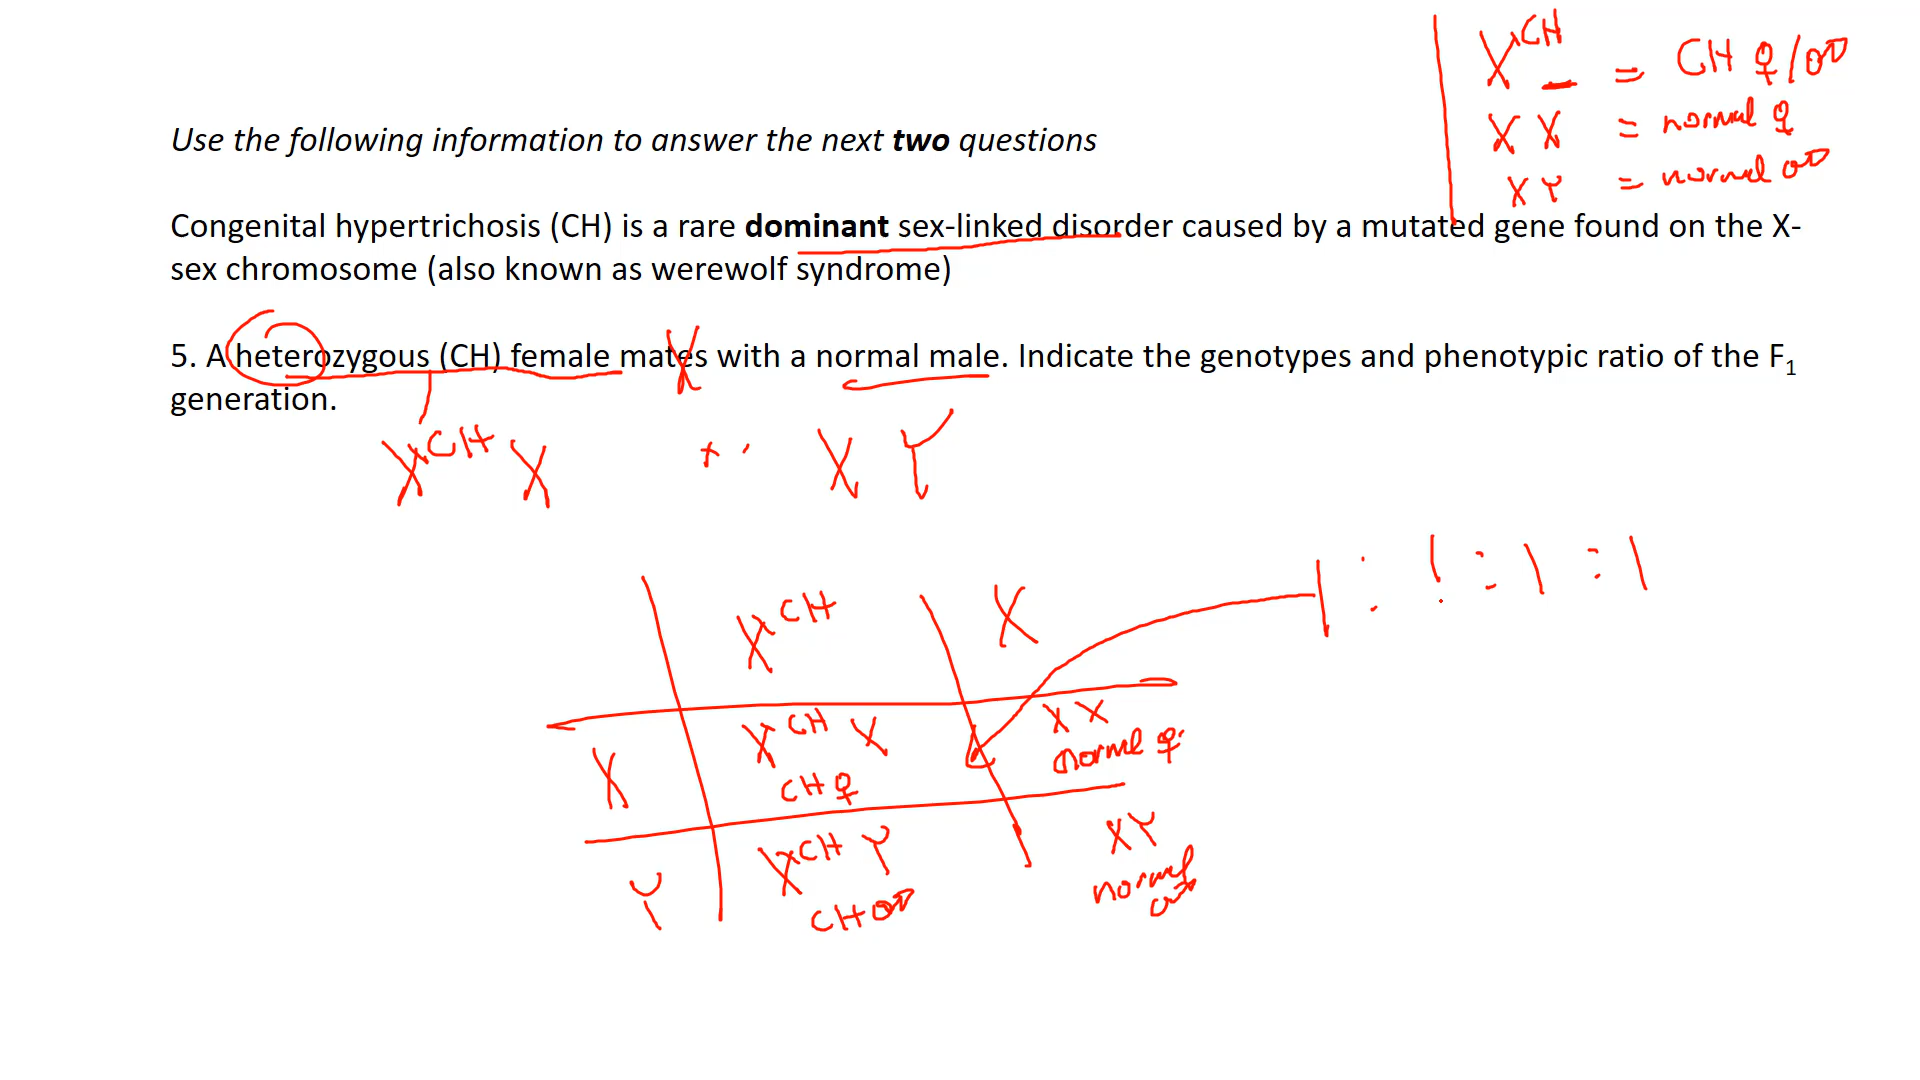 X^CH _ = CH ♀/♂
X X = normal ♀
X Y = normal ♂
Use the following information to answer the next two questions
Congenital hypertrichosis (CH) is a rare dominant sex-linked disorder caused by a mutated gene found on the X-
sex chromosome (also known as werewolf syndrome)
5. A heterozygous (CH) female mates with a normal male. Indicate the genotypes and phenotypic ratio of the F₁
generation.
X
X^CH X X Y
1 : 1 : 1 : 1
X^CH X
X X^CH X X X
CH ♀ normal ♀
Y X^CH Y X Y
CH ♂ normal ♂